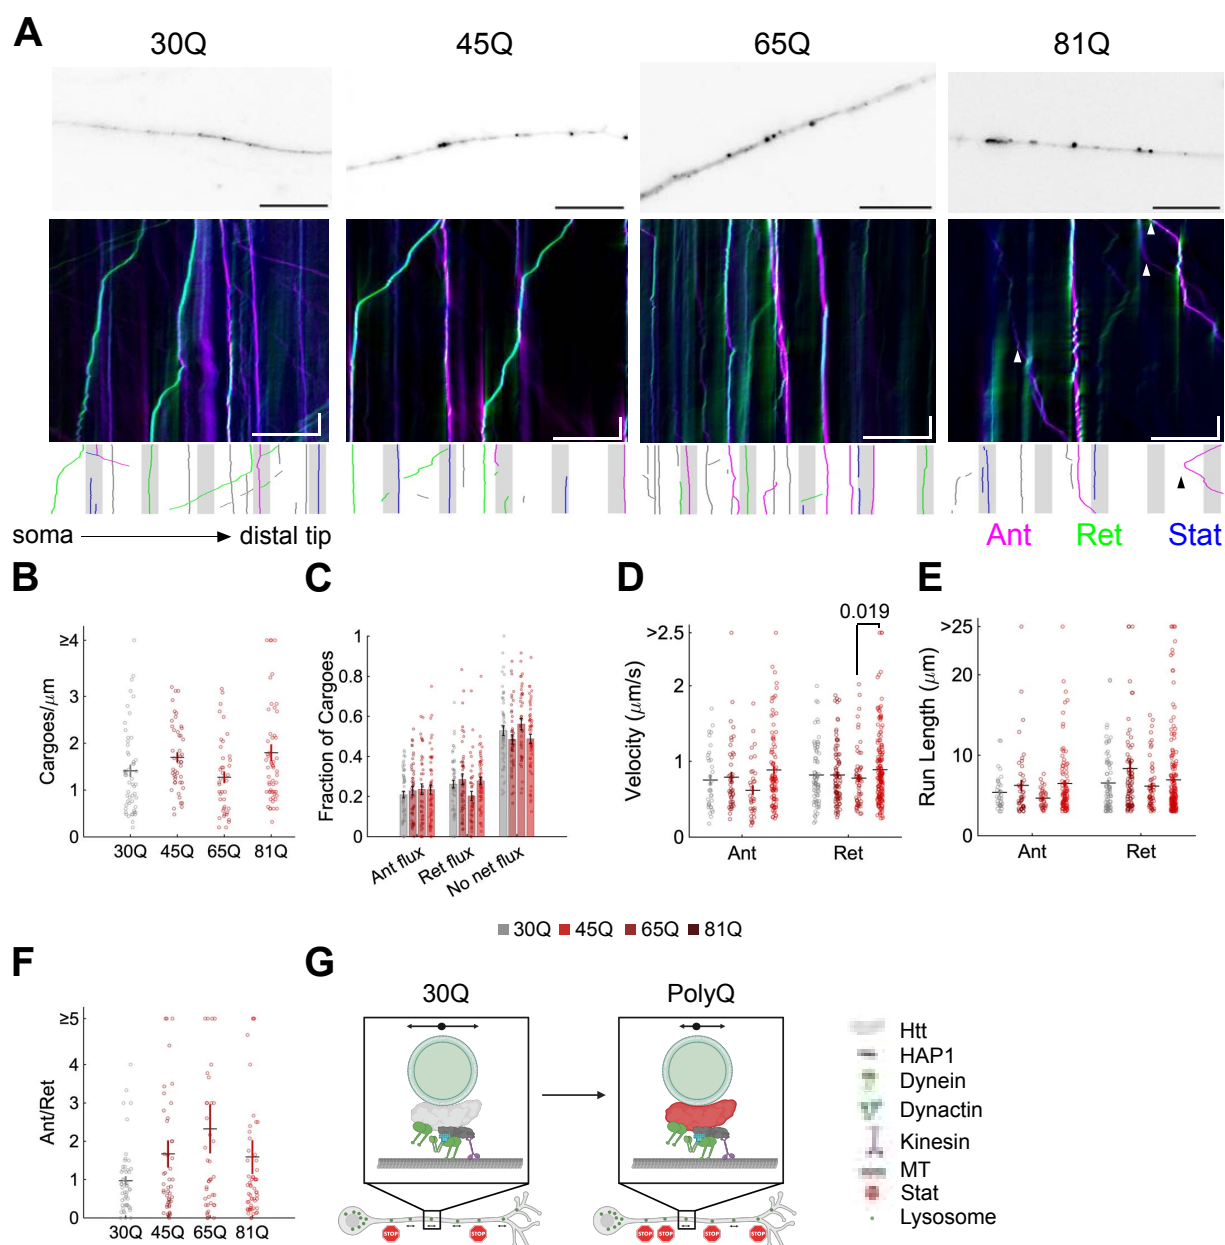 A
30Q 45Q 65Q 81Q
soma distal tip
Ant Ret Stat
B
≥4
3
2
1
0
Cargoes/μm
30Q 45Q 65Q 81Q
C
1
0.8
0.6
0.4
0.2
0
Fraction of Cargoes
Ant flux Ret flux No net flux
D
0.019
>2.5
2
1
0
Velocity (μm/s)
Ant Ret
E
>25
20
10
0
Run Length (μm)
Ant Ret
30Q 45Q 65Q 81Q
F
≥5
4
3
2
1
0
Ant/Ret
30Q 45Q 65Q 81Q
G
30Q PolyQ
STOP STOP STOP STOP STOP STOP
Htt
HAP1
Dynein
Dynactin
Kinesin
MT
Stat
Lysosome